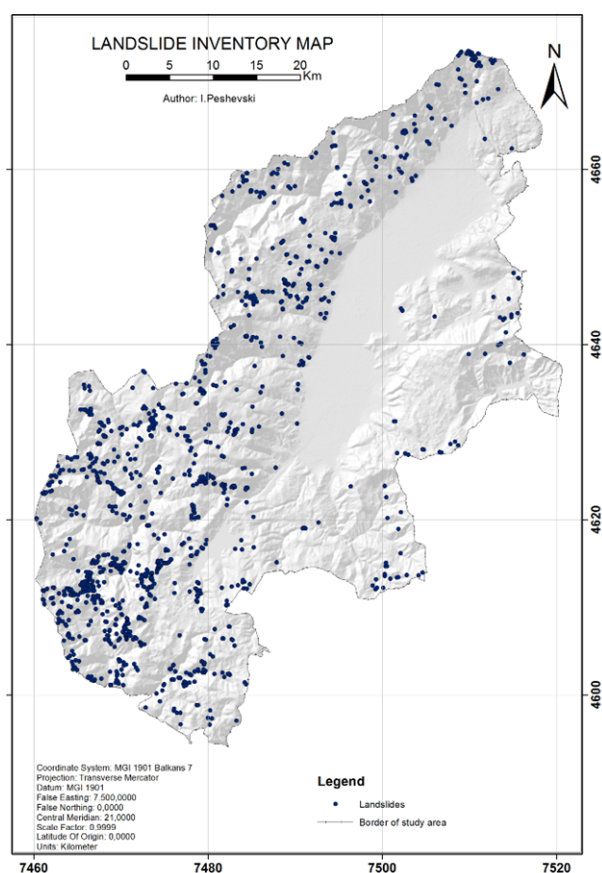 LANDSLIDE INVENTORY MAP
0 5 10 15 20
Km
Author: I.Peshevski
N
4660
4640
4620
4600
Coordinate System: MGI 1901 Balkans 7
Projection: Transverse Mercator
Datum: MGI 1901
False Easting: 7.500,0000
False Northing: 0,0000
Central Meridian: 21,0000
Scale Factor: 0,9999
Latitude Of Origin: 0,0000
Units: Kilometer
Legend
Landslides
Border of study area
7460 7480 7500 7520